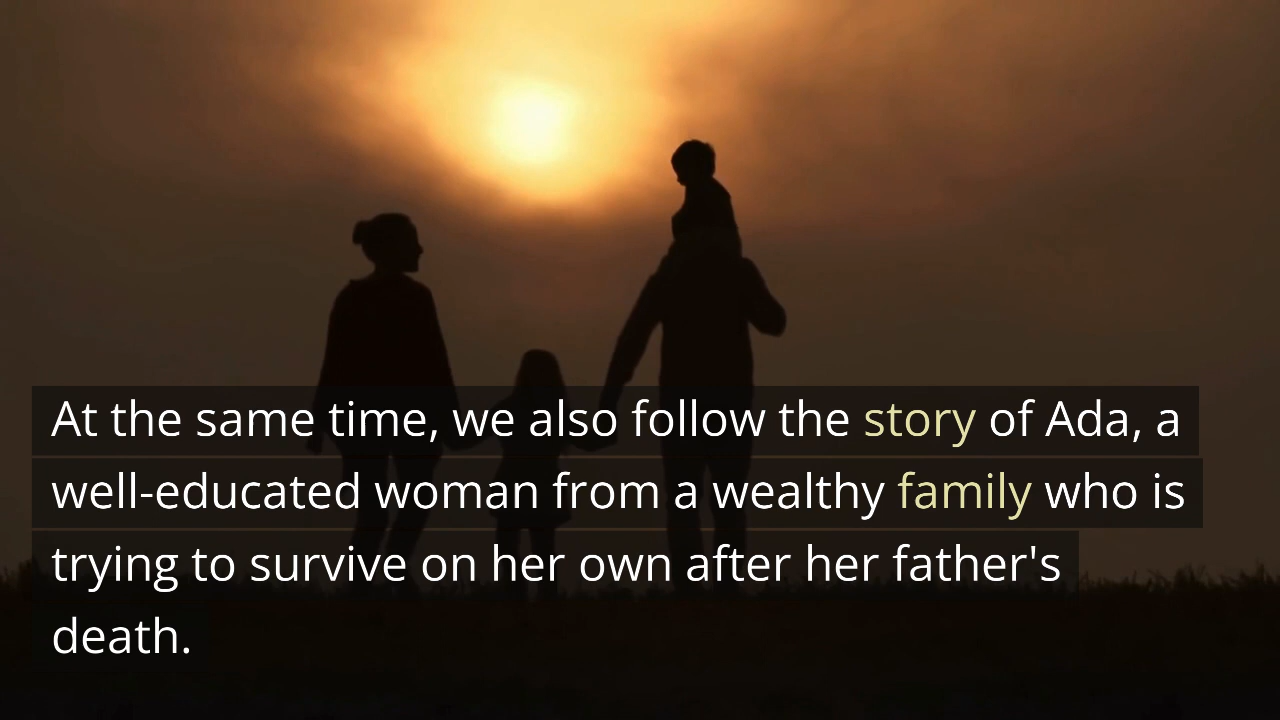 At the same time, we also follow the story of Ada, a
well-educated woman from a wealthy family who is
trying to survive on her own after her father's
death.